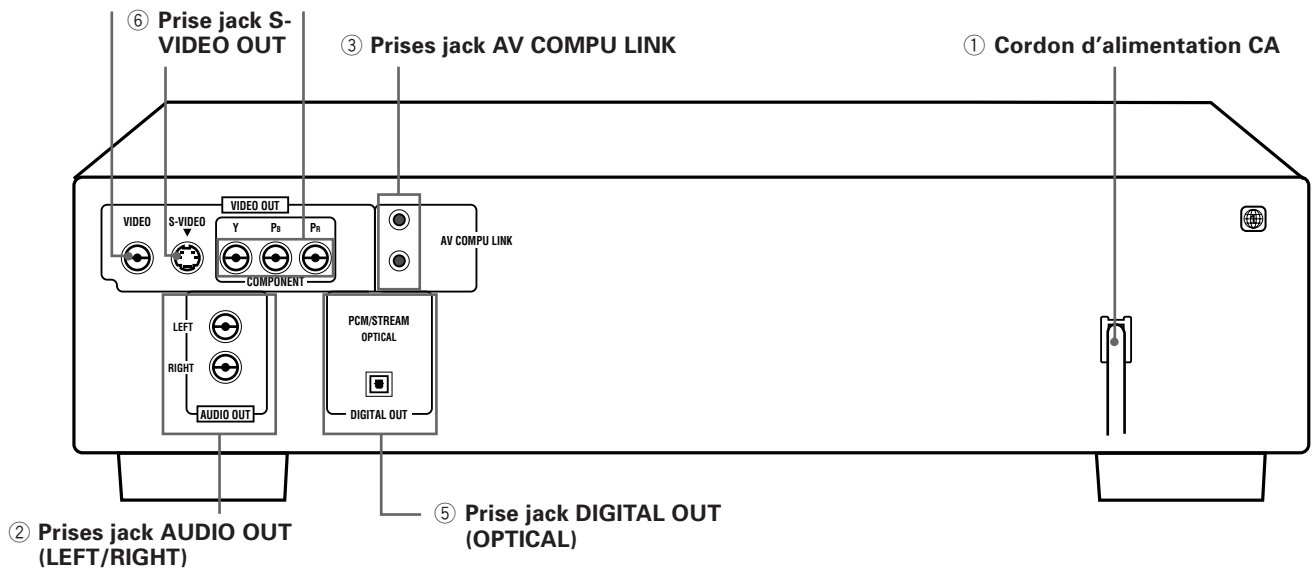 ⑥ Prise jack S-
VIDEO OUT
③ Prises jack AV COMPU LINK
① Cordon d’alimentation CA
VIDEO OUT
VIDEO
S-VIDEO
Y
PB
PR
COMPONENT
AV COMPU LINK
LEFT
RIGHT
AUDIO OUT
PCM/STREAM
OPTICAL
DIGITAL OUT
② Prises jack AUDIO OUT
(LEFT/RIGHT)
⑤ Prise jack DIGITAL OUT
(OPTICAL)